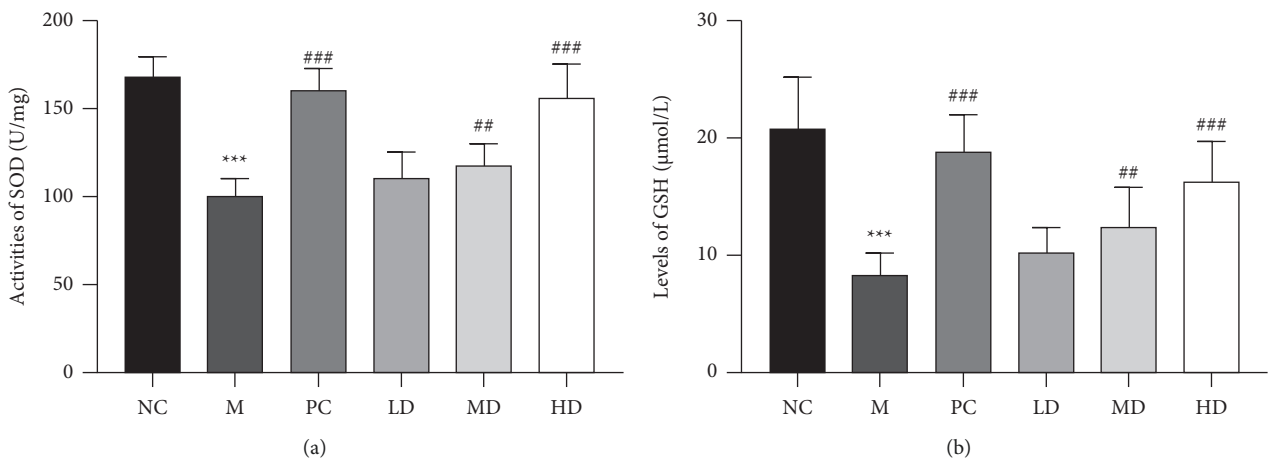 Activities of SOD (U/mg)
200
150
100
50
0
***
###
##
###
NC M PC LD MD HD
(a)
Levels of GSH (μmol/L)
30
20
10
0
***
###
##
###
NC M PC LD MD HD
(b)